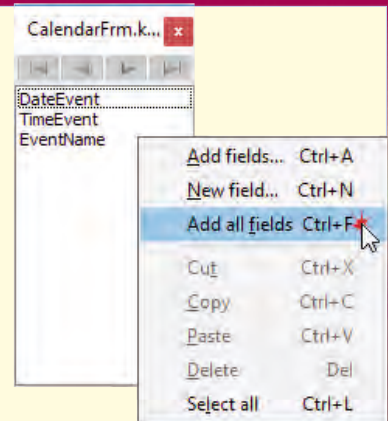 CalendarFrm.k...
DateEvent
TimeEvent
EventName
Add fields... Ctrl+A
New field... Ctrl+N
Add all fields Ctrl+F
Cut Ctrl+X
Copy Ctrl+C
Paste Ctrl+V
Delete Del
Select all Ctrl+L